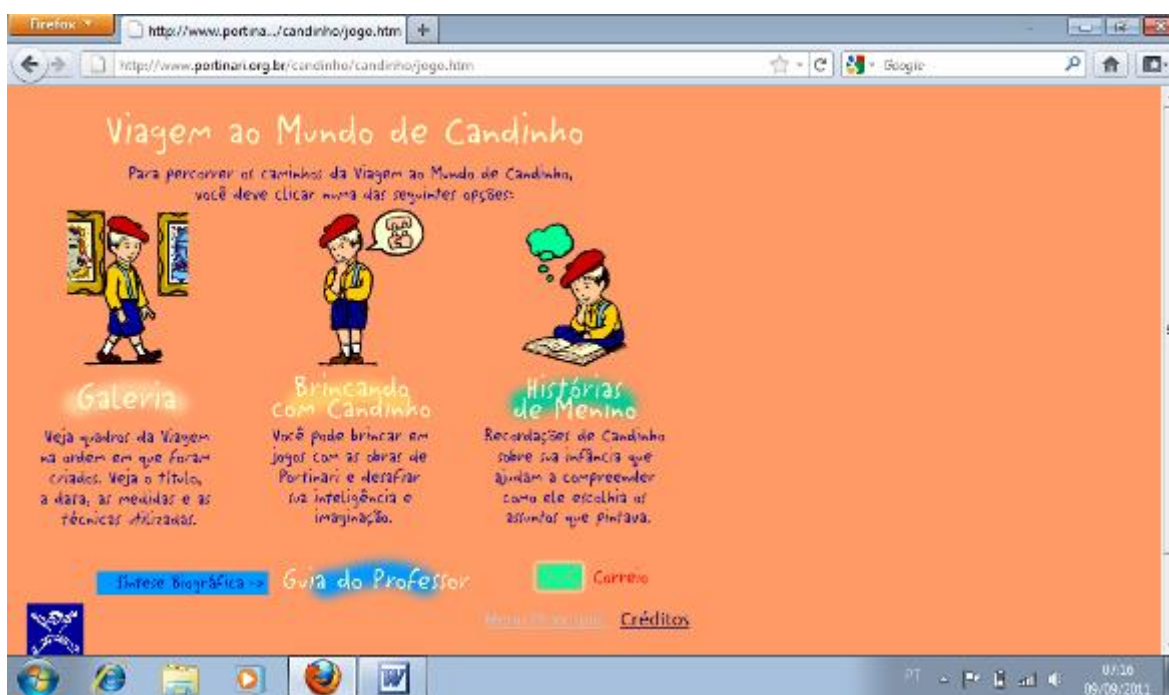 Firefox
http://www.portina.../candinho/jogo.htm
http://www.portinari.org.br/candinho/candinho/jogo.htm
Google
Viagem ao Mundo de Candinho
Para percorrer os caminhos da Viagem ao Mundo de Candinho,
você deve clicar numa das seguintes opções:
Galeria
Veja quadros da Viagem
na ordem em que foram
criados. Veja o título,
a data, as medidas e as
técnicas utilizadas.
Brincando
com Candinho
Você pode brincar em
jogos com as obras de
Portinari e desafiar
sua inteligência e
imaginação.
Histórias
de Menino
Recordações de Candinho
sobre sua infância que
ajudam a compreender
como ele escolhia os
assuntos que pintava.
Síntese Biográfica ->
Guia do Professor
Correio
Menu Principal
Créditos
PT
07:16
09/09/2011